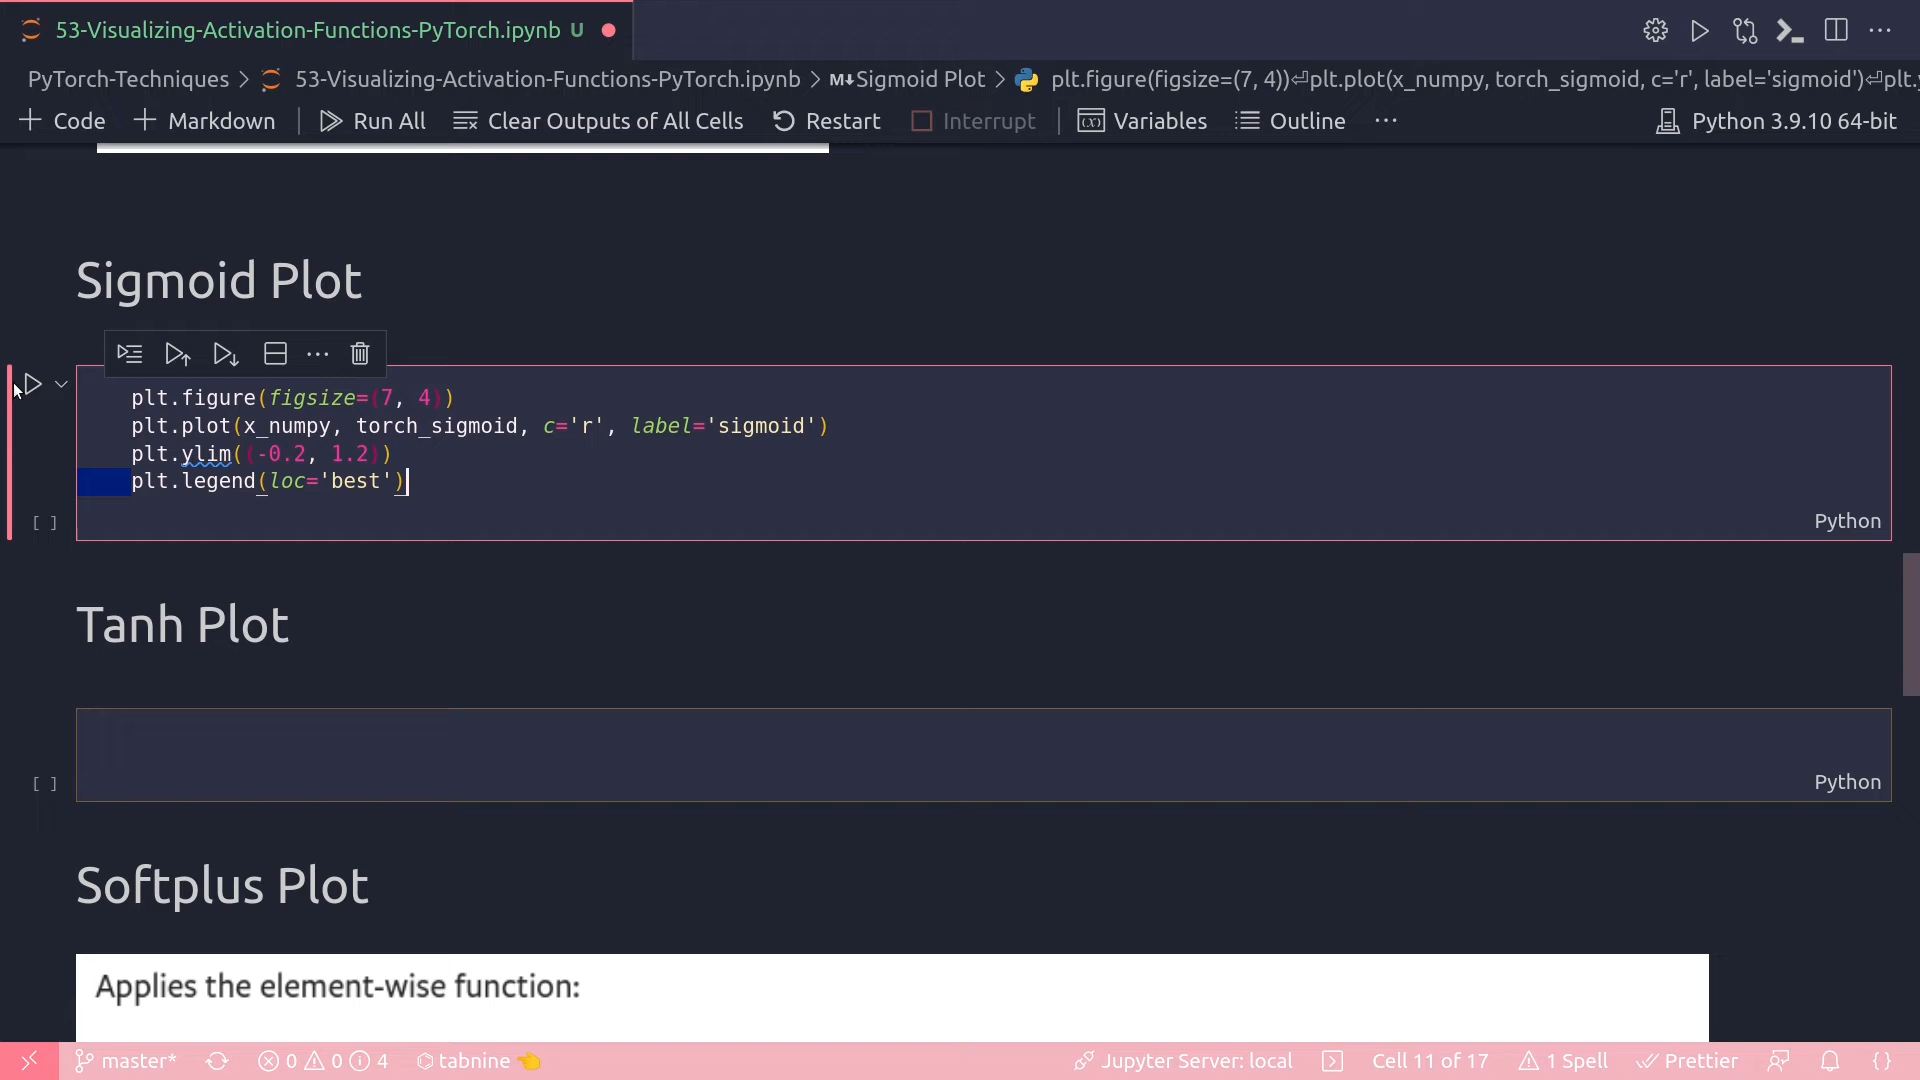 53-Visualizing-Activation-Functions-PyTorch.ipynb U
PyTorch-Techniques > 53-Visualizing-Activation-Functions-PyTorch.ipynb > M↓Sigmoid Plot > plt.figure(figsize=(7, 4))⏎plt.plot(x_numpy, torch_sigmoid, c='r', label='sigmoid')⏎plt.y
+ Code + Markdown | Run All Clear Outputs of All Cells Restart Interrupt | Variables Outline ··· Python 3.9.10 64-bit
Sigmoid Plot
plt.figure(figsize=(7, 4))
plt.plot(x_numpy, torch_sigmoid, c='r', label='sigmoid')
plt.ylim((-0.2, 1.2))
plt.legend(loc='best')
[ ]
Python
Tanh Plot
[ ]
Python
Softplus Plot
Applies the element-wise function:
master* 0 0 4 tabnine Jupyter Server: local Cell 11 of 17 1 Spell Prettier { }